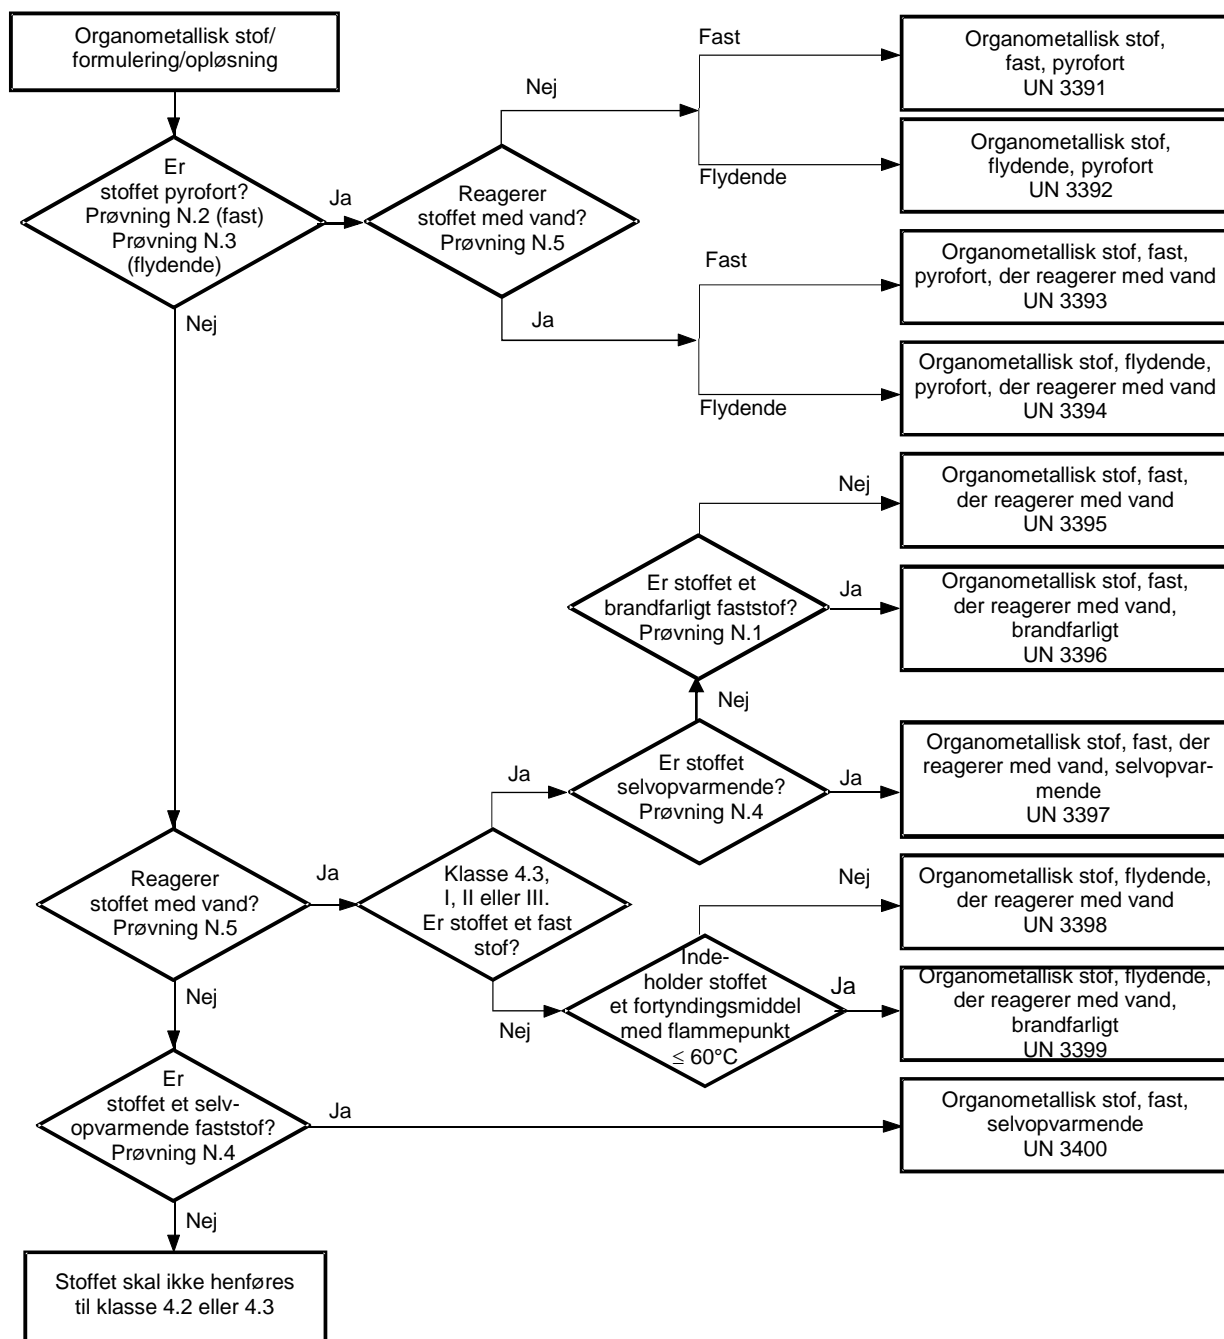 Organometallisk stof/
formulering/opløsning
Er
stoffet pyrofort?
Prøvning N.2 (fast)
Prøvning N.3
(flydende)
Ja
Nej
Reagerer
stoffet med vand?
Prøvning N.5
Nej
Ja
Fast
Flydende
Organometallisk stof,
fast, pyrofort
UN 3391
Organometallisk stof,
flydende, pyrofort
UN 3392
Fast
Flydende
Organometallisk stof, fast,
pyrofort, der reagerer med vand
UN 3393
Organometallisk stof, flydende,
pyrofort, der reagerer med vand
UN 3394
Nej
Organometallisk stof, fast,
der reagerer med vand
UN 3395
Er stoffet et
brandfarligt faststof?
Prøvning N.1
Ja
Organometallisk stof, fast,
der reagerer med vand,
brandfarligt
UN 3396
Nej
Er stoffet
selvopvarmende?
Prøvning N.4
Ja
Organometallisk stof, fast, der
reagerer med vand, selvopvar-
mende
UN 3397
Reagerer
stoffet med vand?
Prøvning N.5
Ja
Nej
Klasse 4.3,
I, II eller III.
Er stoffet et fast
stof?
Ja
Nej
Nej
Organometallisk stof, flydende,
der reagerer med vand
UN 3398
Inde-
holder stoffet
et fortyndingsmiddel
med flammepunkt
≤ 60°C
Ja
Organometallisk stof, flydende,
der reagerer med vand,
brandfarligt
UN 3399
Er
stoffet et selv-
opvarmende faststof?
Prøvning N.4
Ja
Organometallisk stof, fast,
selvopvarmende
UN 3400
Nej
Stoffet skal ikke henføres
til klasse 4.2 eller 4.3